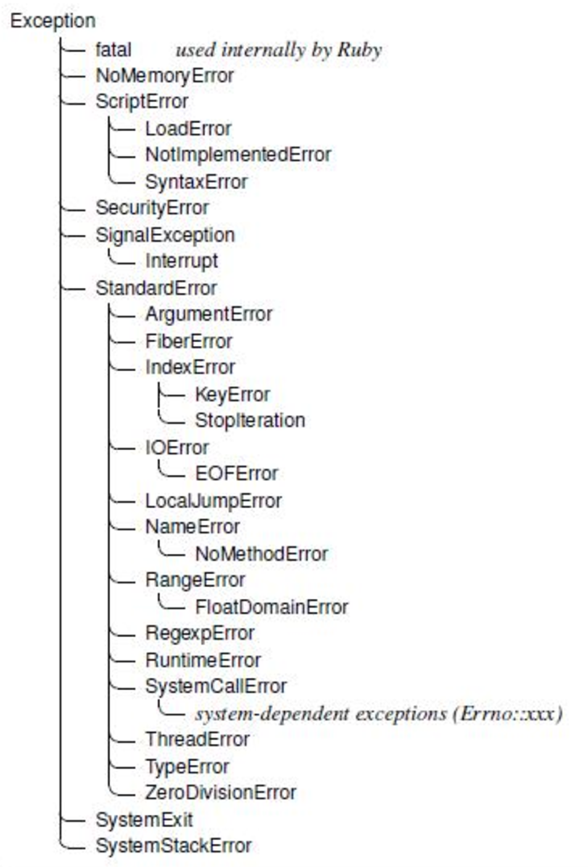 Exception
fatal used internally by Ruby
NoMemoryError
ScriptError
LoadError
NotImplementedError
SyntaxError
SecurityError
SignalException
Interrupt
StandardError
ArgumentError
FiberError
IndexError
KeyError
StopIteration
IOError
EOFError
LocalJumpError
NameError
NoMethodError
RangeError
FloatDomainError
RegexpError
RuntimeError
SystemCallError
system-dependent exceptions (Errno::xxx)
ThreadError
TypeError
ZeroDivisionError
SystemExit
SystemStackError